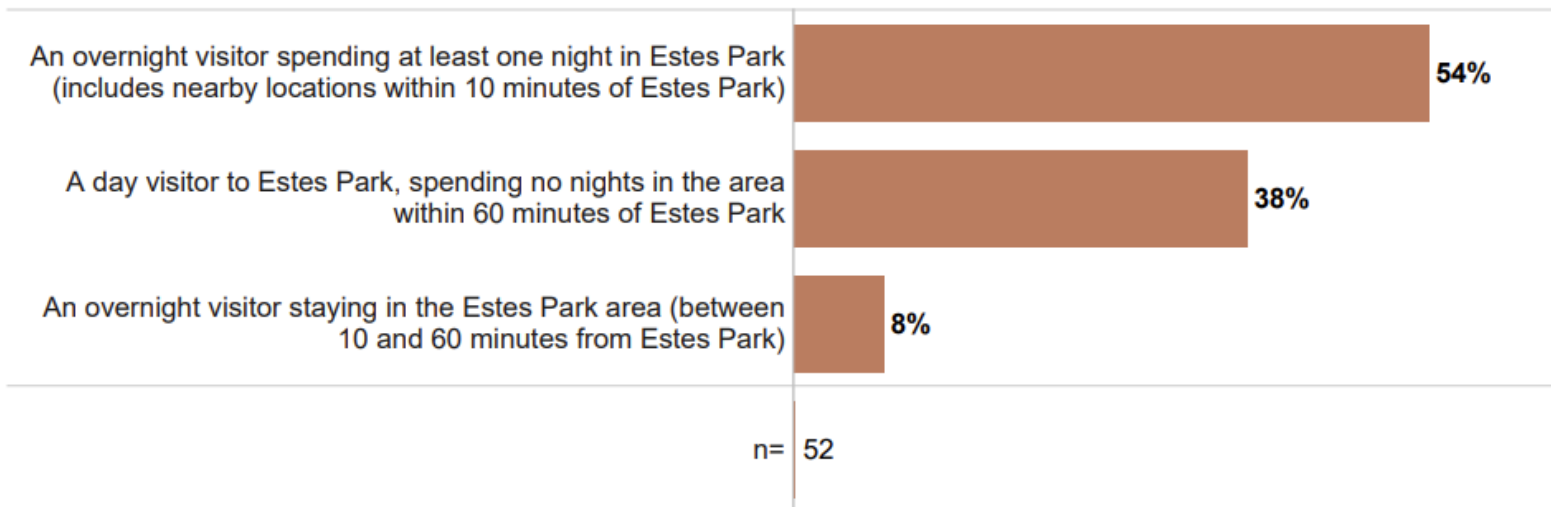 An overnight visitor spending at least one night in Estes Park
(includes nearby locations within 10 minutes of Estes Park)
54%
A day visitor to Estes Park, spending no nights in the area
within 60 minutes of Estes Park
38%
An overnight visitor staying in the Estes Park area (between
10 and 60 minutes from Estes Park)
8%
n= 52